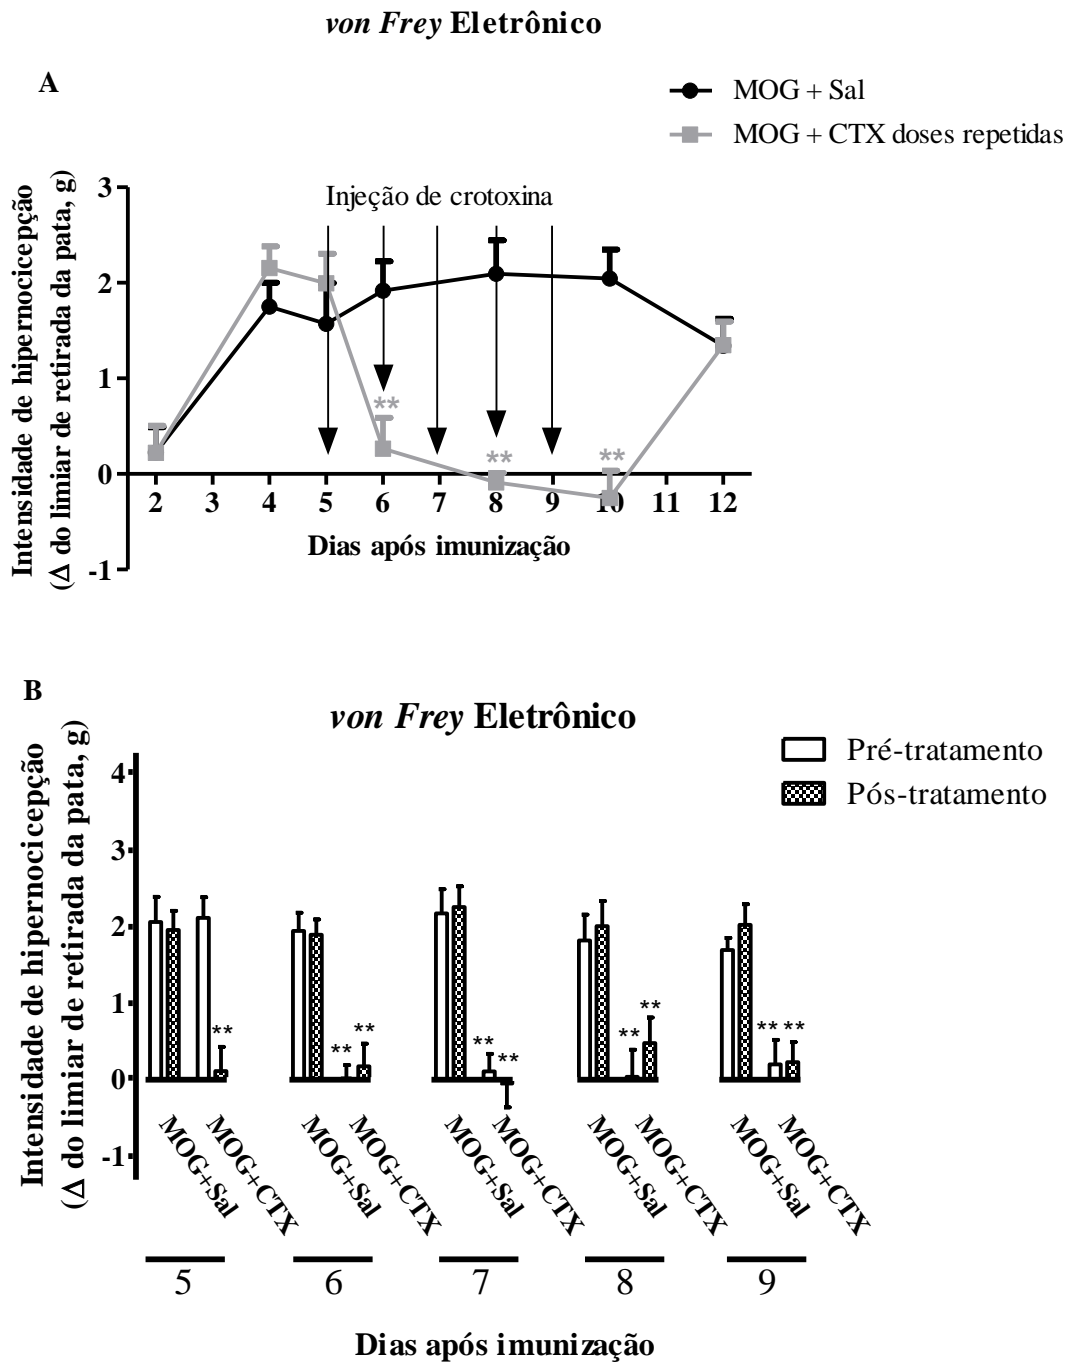 von Frey Eletrônico
A
MOG + Sal
MOG + CTX doses repetidas
Intensidade de hipernocicepção
(Δ do limiar de retirada da pata, g)
Injeção de crotoxina
3
2
1
0
-1
**
**
**
2 3 4 5 6 7 8 9 10 11 12
Dias após imunização
B
von Frey Eletrônico
Pré-tratamento
Pós-tratamento
Intensidade de hipernocicepção
(Δ do limiar de retirada da pata, g)
4
3
2
1
0
-1
**
** **
** **
** **
** **
MOG+Sal MOG+CTX MOG+Sal MOG+CTX MOG+Sal MOG+CTX MOG+Sal MOG+CTX MOG+Sal MOG+CTX
5 6 7 8 9
Dias após imunização